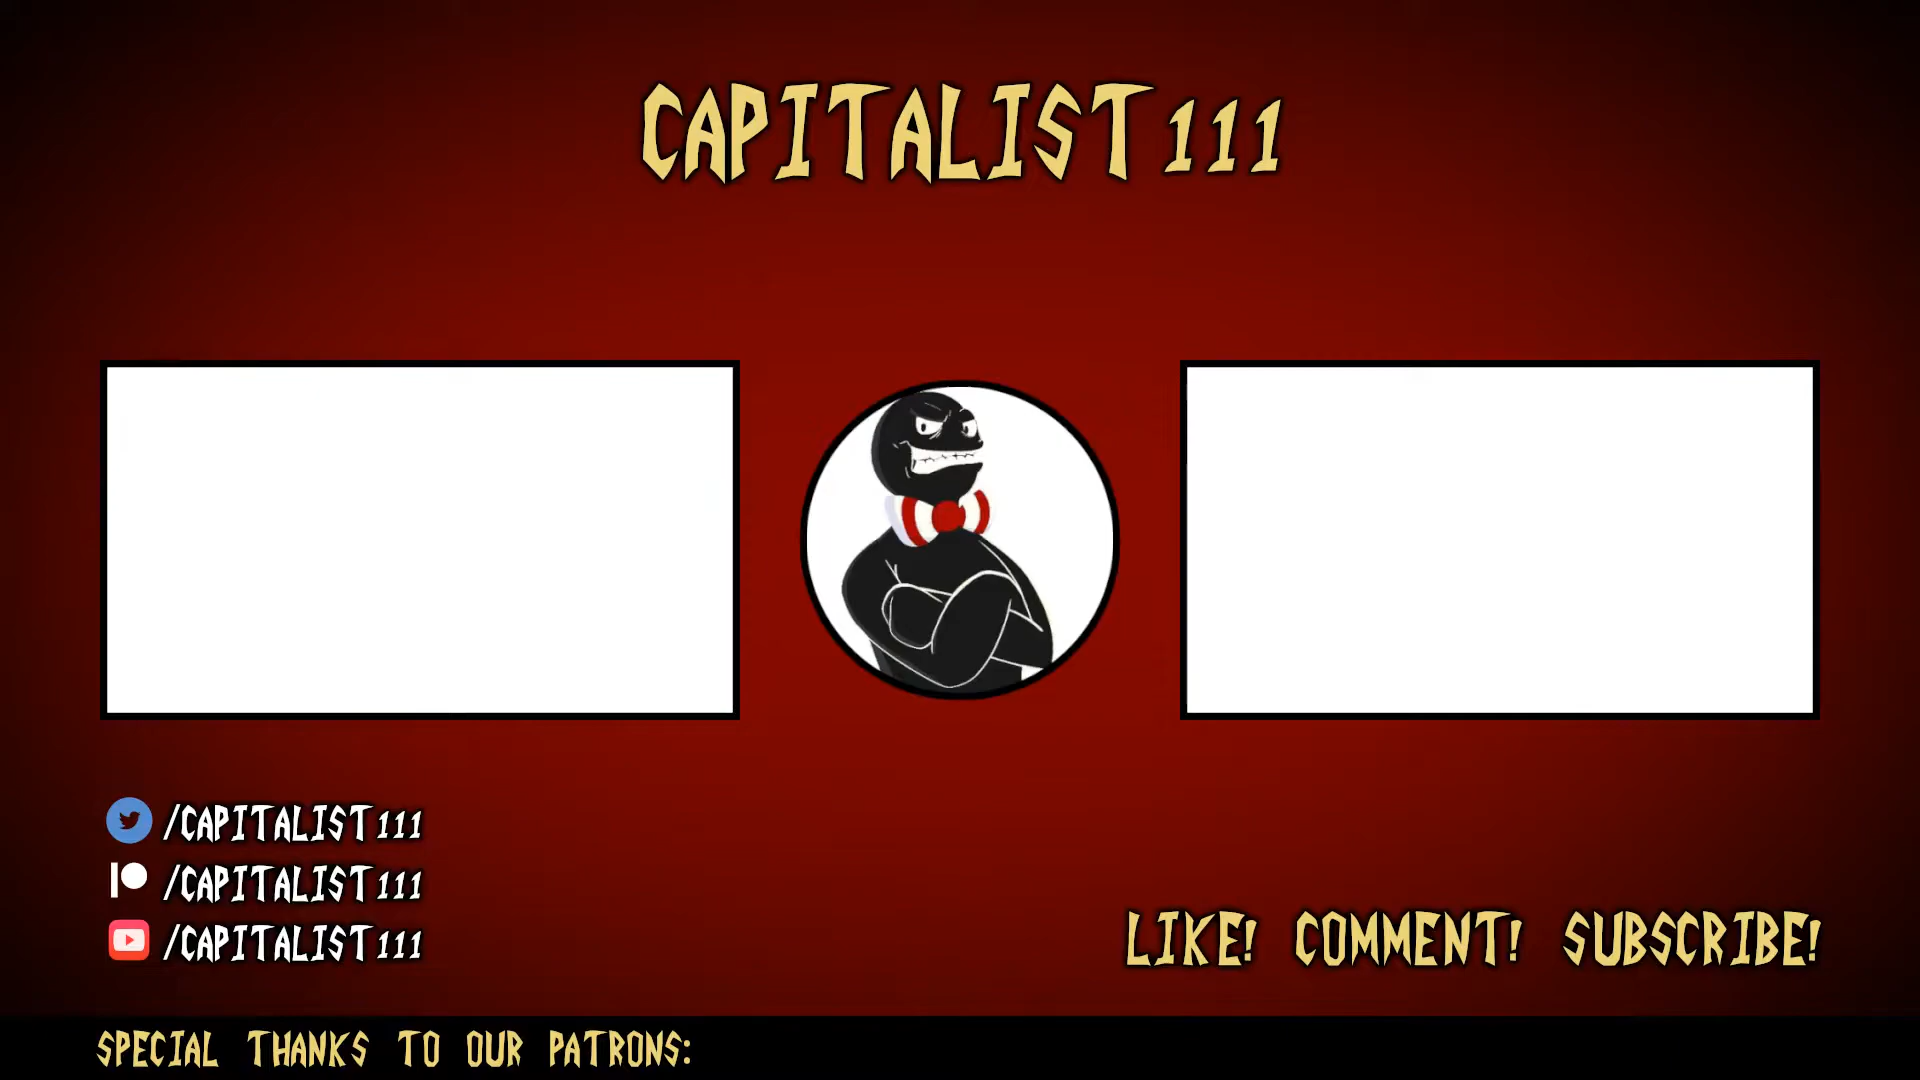 CAPITALIST111
/CAPITALIST111
/CAPITALIST111
/CAPITALIST111
LIKE! COMMENT! SUBSCRIBE!
SPECIAL THANKS TO OUR PATRONS: